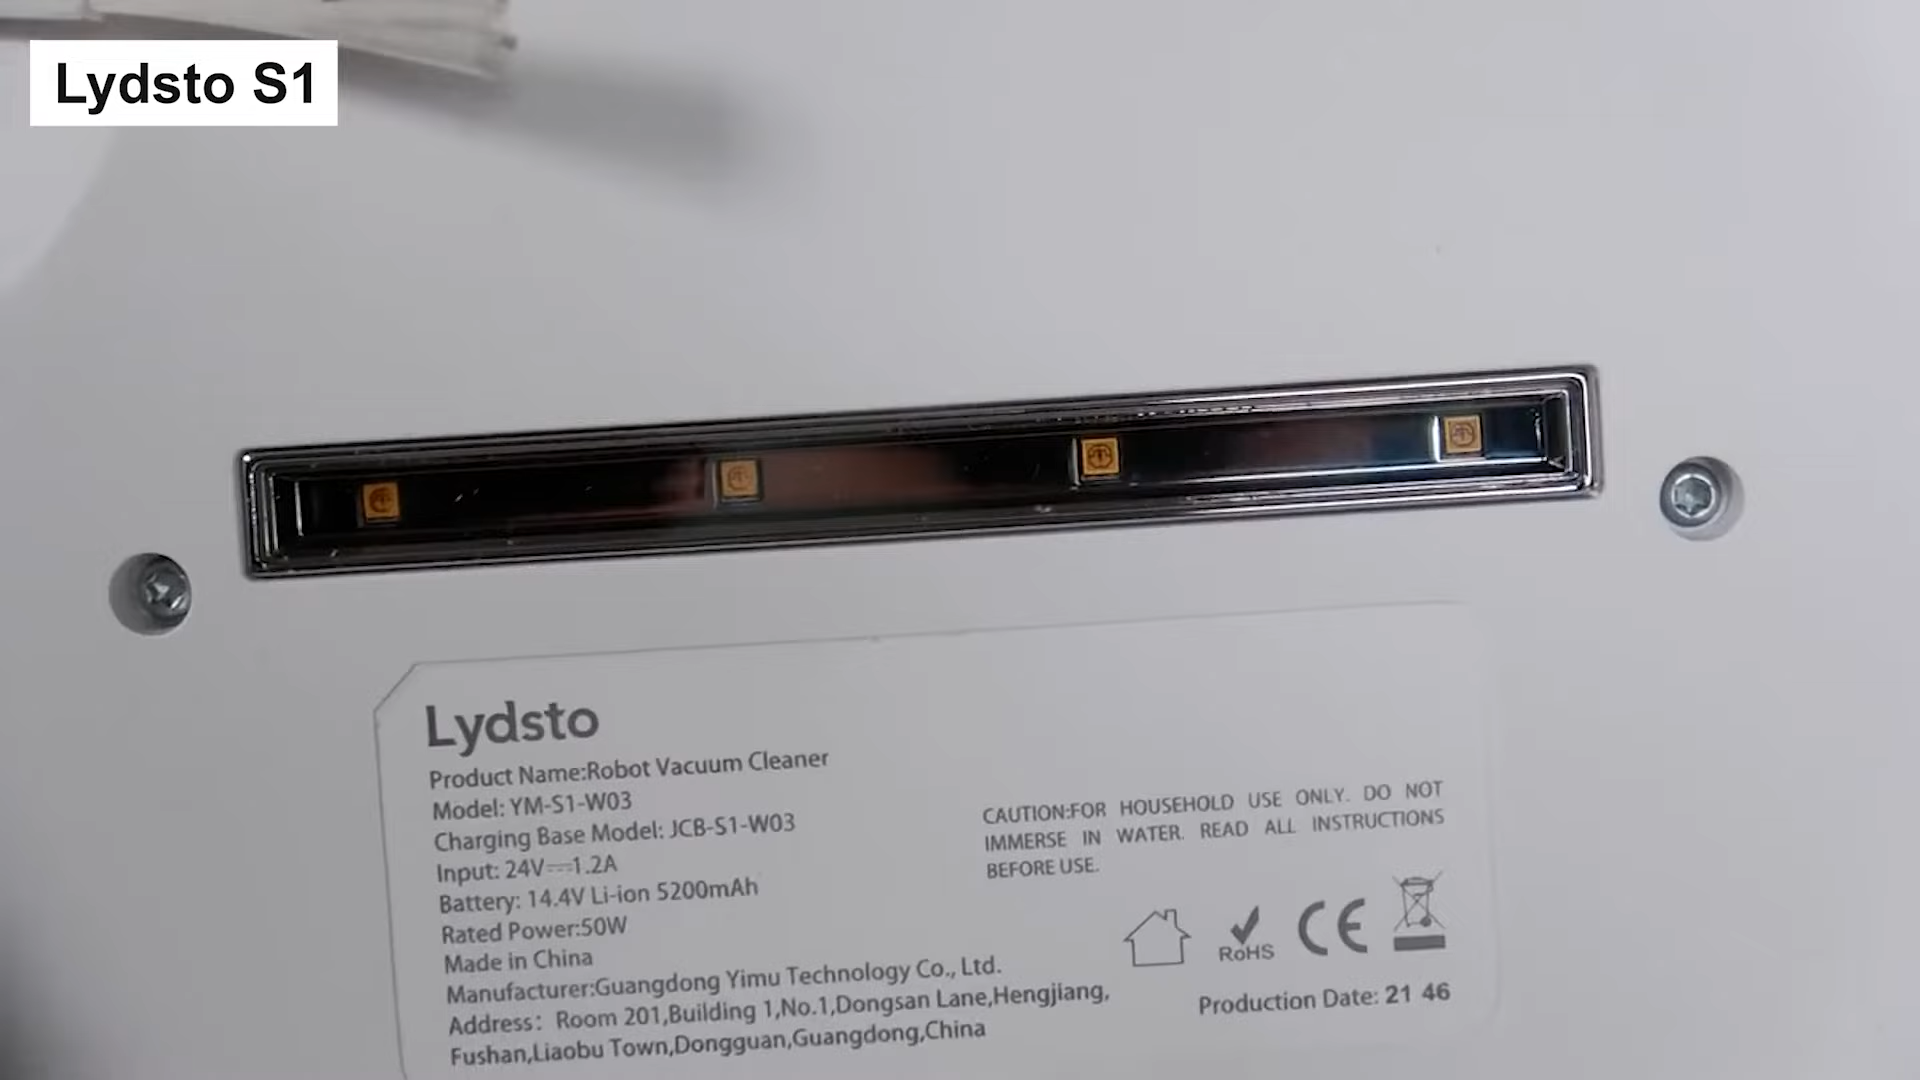 Lydsto S1
Lydsto
Product Name:Robot Vacuum Cleaner
Model: YM-S1-W03
Charging Base Model: JCB-S1-W03
Input: 24V⎓1.2A
Battery: 14.4V Li-ion 5200mAh
Rated Power:50W
Made in China
Manufacturer:Guangdong Yimu Technology Co., Ltd.
Address: Room 201,Building 1,No.1,Dongsan Lane,Hengjiang,
Fushan,Liaobu Town,Dongguan,Guangdong,China
CAUTION:FOR HOUSEHOLD USE ONLY. DO NOT
IMMERSE IN WATER. READ ALL INSTRUCTIONS
BEFORE USE.
RoHS
CE
Production Date: 21 46